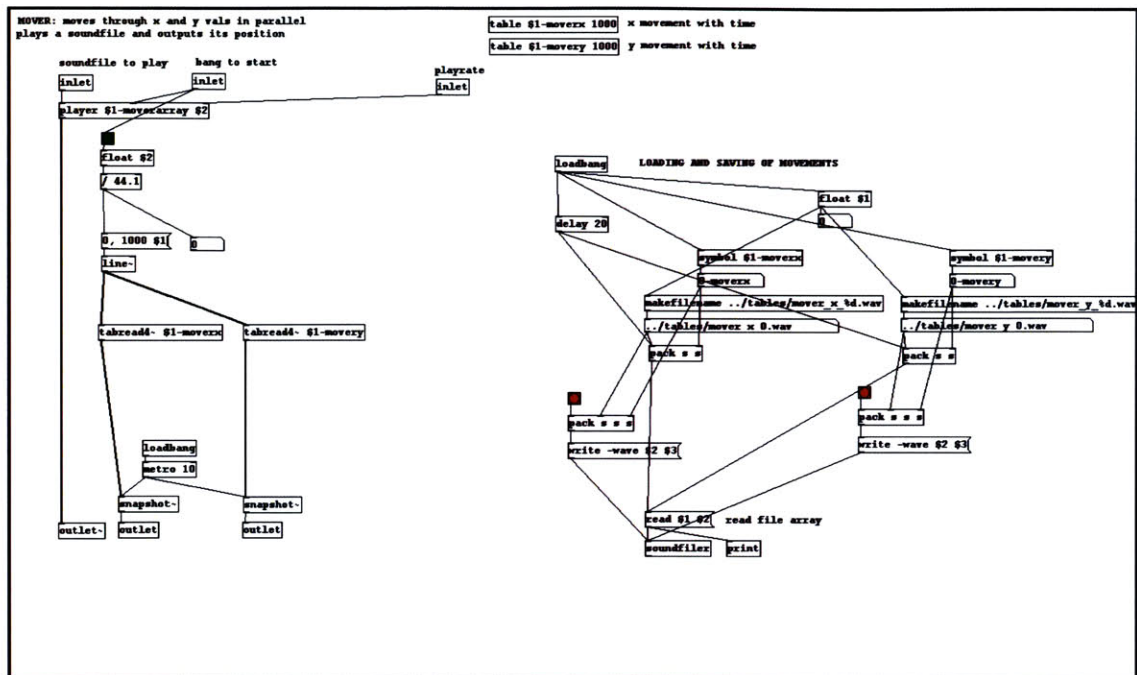 MOVER: moves through x and y vals in parallel
plays a soundfile and outputs its position
table $1-moverx 1000 x movement with time
table $1-movery 1000 y movement with time
soundfile to play bang to start
playrate
inlet inlet inlet
player $1-moverarray $2
float $2
/ 44.1
0, 1000 $1 0
line~
tabread4~ $1-moverx tabread4~ $1-movery
loadbang
metro 10
snapshot~ snapshot~
outlet~ outlet outlet
loadbang LOADING AND SAVING OF MOVEMENTS
float $1
delay 20 0
symbol $1-moverx symbol $1-movery
0-moverx 0-movery
makefilename ../tables/mover_x_%d.wav makefilename ../tables/mover_y_%d.wav
../tables/mover_x_0.wav ../tables/mover_y_0.wav
pack s s pack s s
pack s s s pack s s s
write -wave $2 $3 write -wave $2 $3
read $1 $2 read file array
soundfiler print